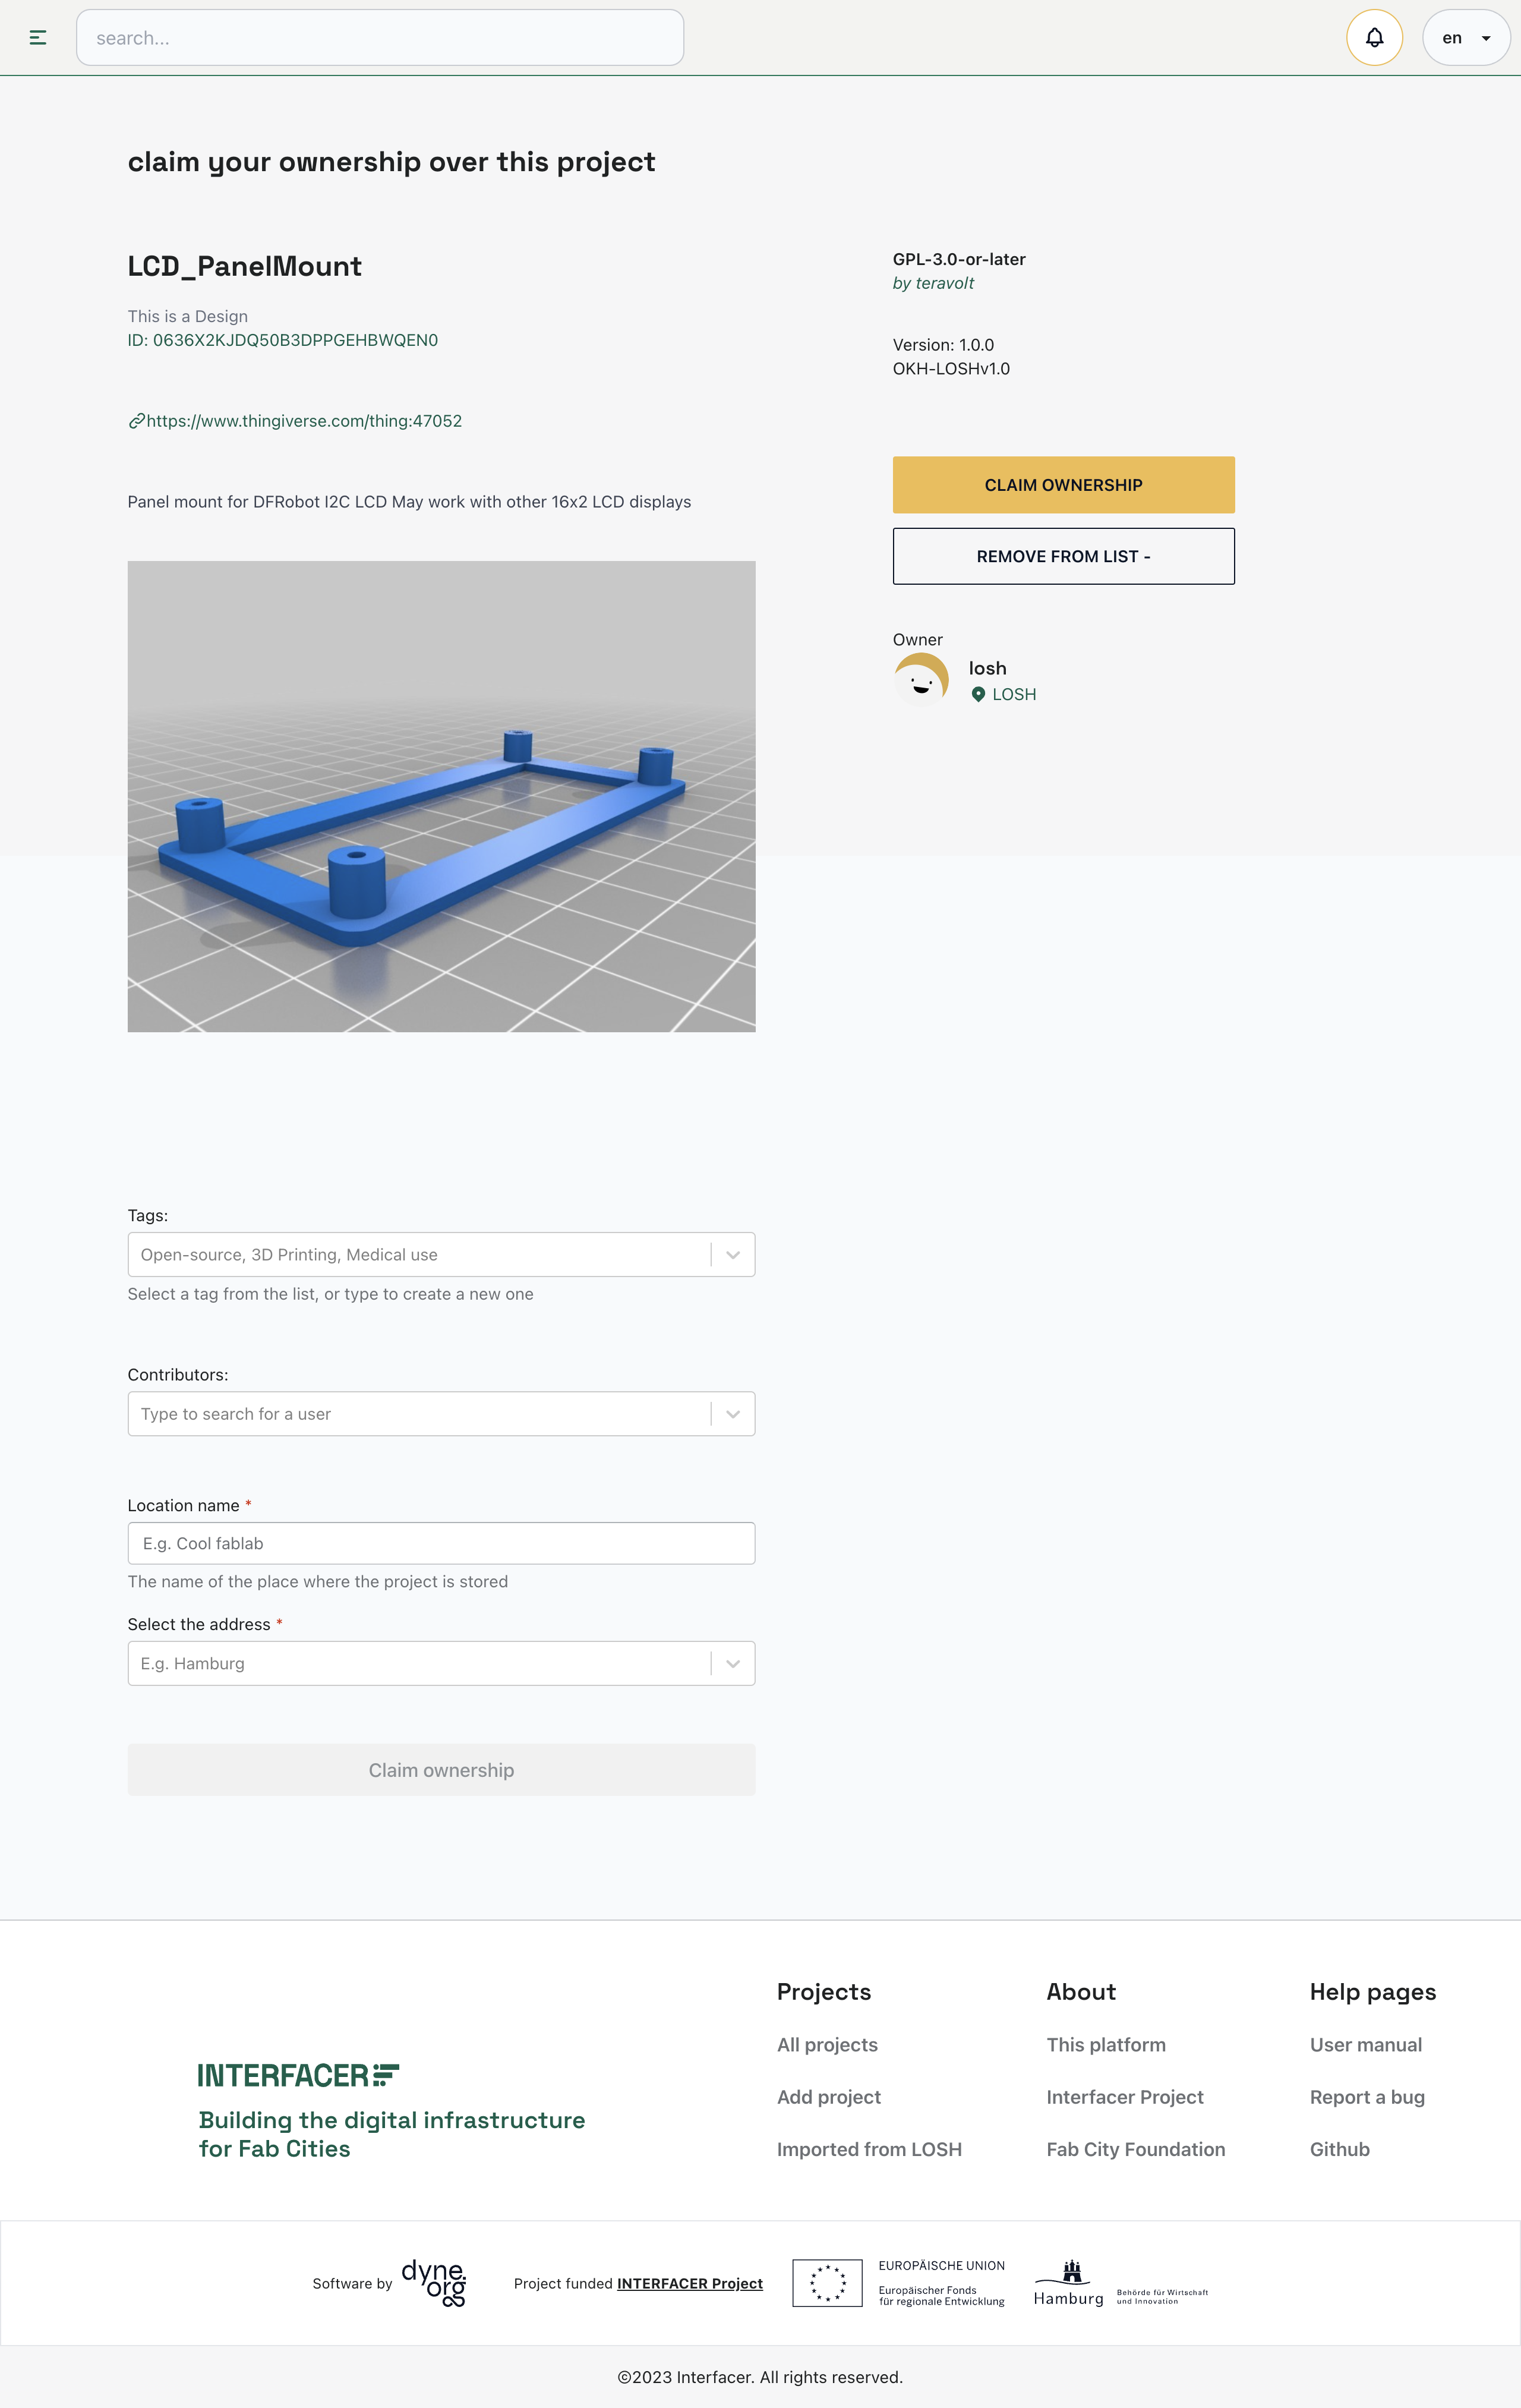 search...
en
claim your ownership over this project
LCD_PanelMount
This is a Design
ID: 0636X2KJDQ50B3DPPGEHBWQEN0
https://www.thingiverse.com/thing:47052
Panel mount for DFRobot I2C LCD May work with other 16x2 LCD displays
GPL-3.0-or-later
by teravolt
Version: 1.0.0
OKH-LOSHv1.0
CLAIM OWNERSHIP
REMOVE FROM LIST -
Owner
losh
LOSH
Tags:
Open-source, 3D Printing, Medical use
Select a tag from the list, or type to create a new one
Contributors:
Type to search for a user
Location name *
E.g. Cool fablab
The name of the place where the project is stored
Select the address *
E.g. Hamburg
Claim ownership
INTERFACER
Building the digital infrastructure
for Fab Cities
Projects
All projects
Add project
Imported from LOSH
About
This platform
Interfacer Project
Fab City Foundation
Help pages
User manual
Report a bug
Github
Software by
dyne.
org
Project funded INTERFACER Project
EUROPÄISCHE UNION
Europäischer Fonds
für regionale Entwicklung
Hamburg
Behörde für Wirtschaft
und Innovation
©2023 Interfacer. All rights reserved.